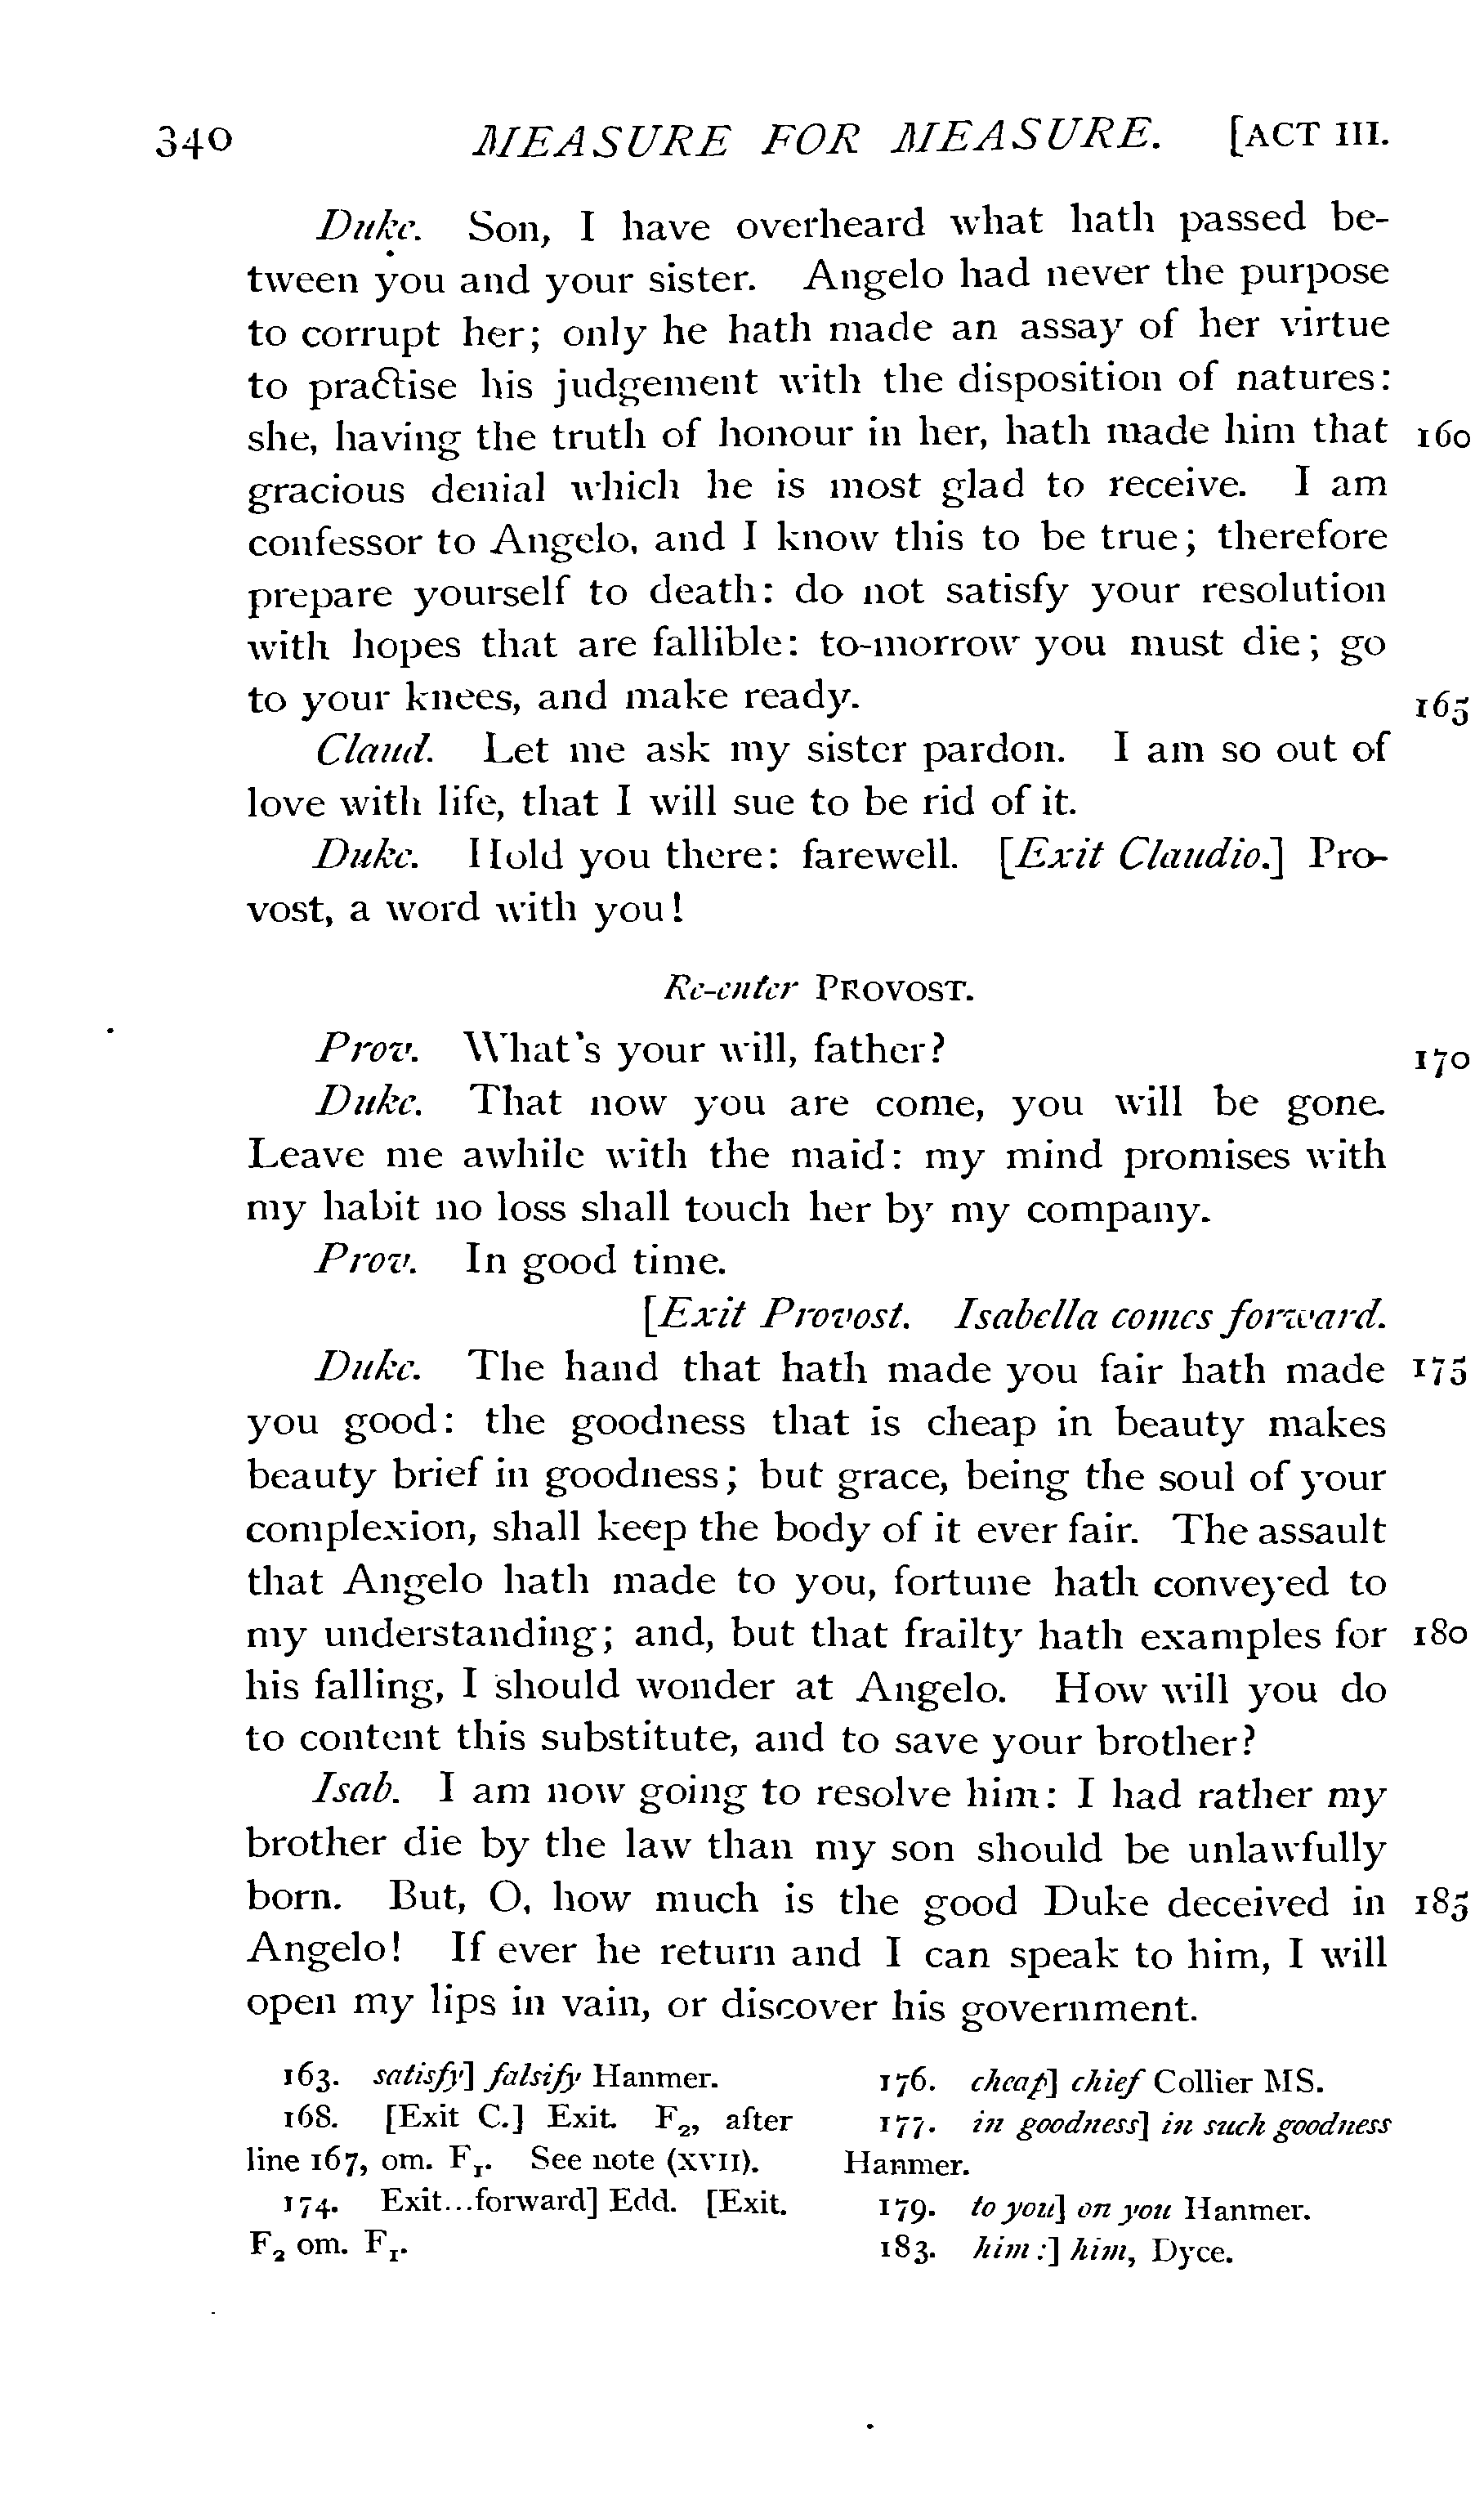 340 MEASURE FOR MEASURE. [ACT III.
Duke. Son, I have overheard what hath passed be-
tween you and your sister. Angelo had never the purpose
to corrupt her; only he hath made an assay of her virtue
to practise his judgement with the disposition of natures:
she, having the truth of honour in her, hath made him that 160
gracious denial which he is most glad to receive. I am
confessor to Angelo, and I know this to be true; therefore
prepare yourself to death: do not satisfy your resolution
with hopes that are fallible: to-morrow you must die; go
to your knees, and make ready. 165
Claud. Let me ask my sister pardon. I am so out of
love with life, that I will sue to be rid of it.
Duke. Hold you there: farewell. [Exit Claudio.] Pro-
vost, a word with you!
Re-enter PROVOST.
Prov. What's your will, father? 170
Duke. That now you are come, you will be gone.
Leave me awhile with the maid: my mind promises with
my habit no loss shall touch her by my company.
Prov. In good time.
[Exit Provost. Isabella comes forward.
Duke. The hand that hath made you fair hath made 175
you good: the goodness that is cheap in beauty makes
beauty brief in goodness; but grace, being the soul of your
complexion, shall keep the body of it ever fair. The assault
that Angelo hath made to you, fortune hath conveyed to
my understanding; and, but that frailty hath examples for 180
his falling, I should wonder at Angelo. How will you do
to content this substitute, and to save your brother?
Isab. I am now going to resolve him: I had rather my
brother die by the law than my son should be unlawfully
born. But, O, how much is the good Duke deceived in 185
Angelo! If ever he return and I can speak to him, I will
open my lips in vain, or discover his government.
163. satisfy] falsify Hanmer.
168. [Exit C.] Exit. F2, after
line 167, om. F1. See note (XVII).
174. Exit...forward] Edd. [Exit.
F2 om. F1.
176. cheap] chief Collier MS.
177. in goodness] in such goodness
Hanmer.
179. to you] on you Hanmer.
183. him:] him, Dyce.